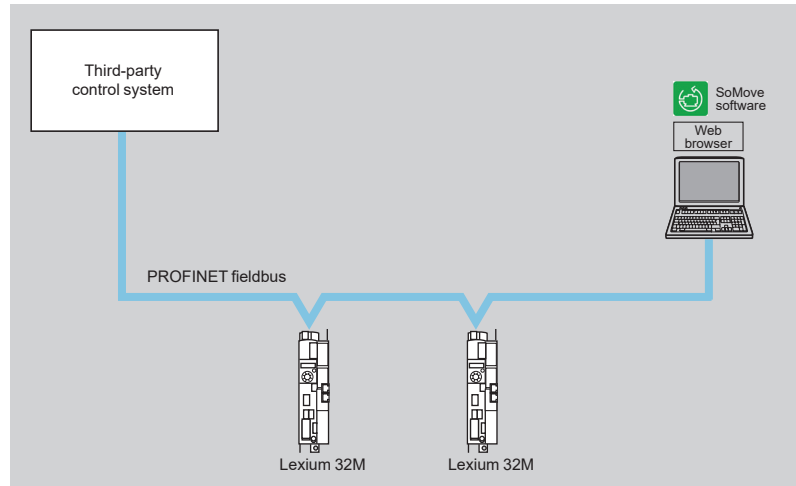 Third-party
control system
SoMove
software
Web
browser
PROFINET fieldbus
Lexium 32M
Lexium 32M